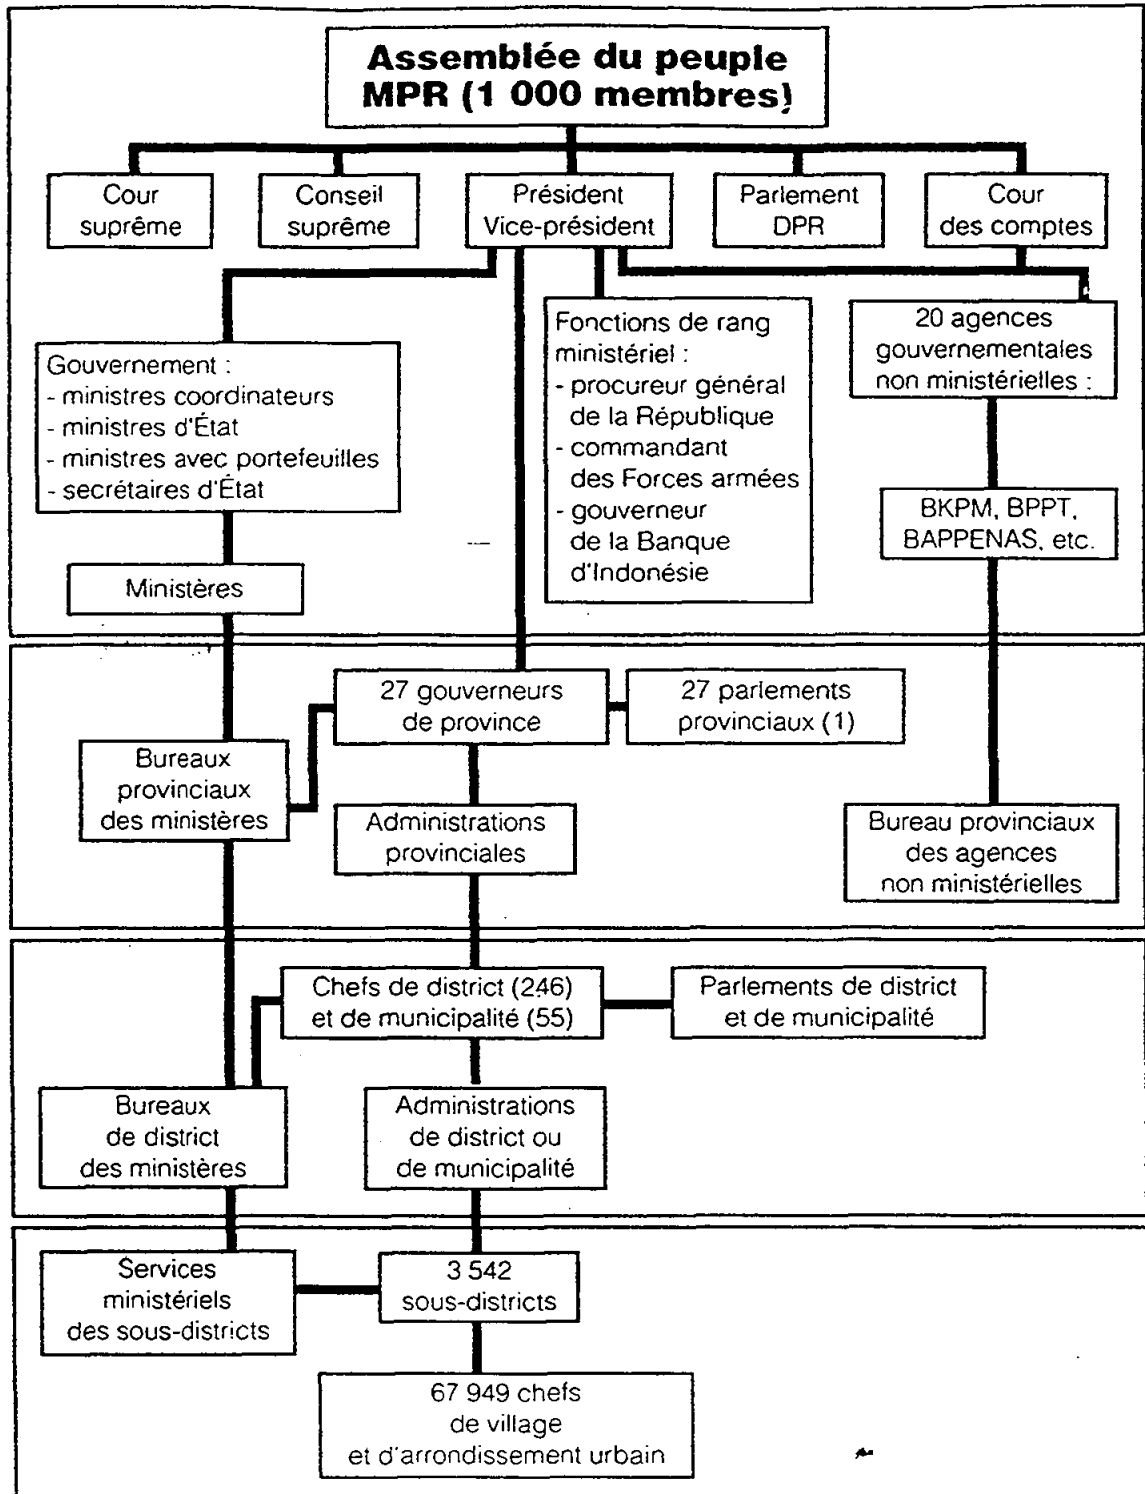 Assemblée du peuple
MPR (1 000 membres)
Cour
suprême
Conseil
suprême
Président
Vice-président
Parlement
DPR
Cour
des comptes
Gouvernement :
- ministres coordinateurs
- ministres d'État
- ministres avec portefeuilles
- secrétaires d'État
Fonctions de rang
ministériel :
- procureur général
de la République
- commandant
des Forces armées
- gouverneur
de la Banque
d'Indonésie
20 agences
gouvernementales
non ministérielles :
BKPM, BPPT,
BAPPENAS, etc.
Ministères
27 gouverneurs
de province
27 parlements
provinciaux (1)
Bureaux
provinciaux
des ministères
Administrations
provinciales
Bureau provinciaux
des agences
non ministérielles
Chefs de district (246)
et de municipalité (55)
Parlements de district
et de municipalité
Bureaux
de district
des ministères
Administrations
de district ou
de municipalité
Services
ministériels
des sous-districts
3 542
sous-districts
67 949 chefs
de village
et d'arrondissement urbain